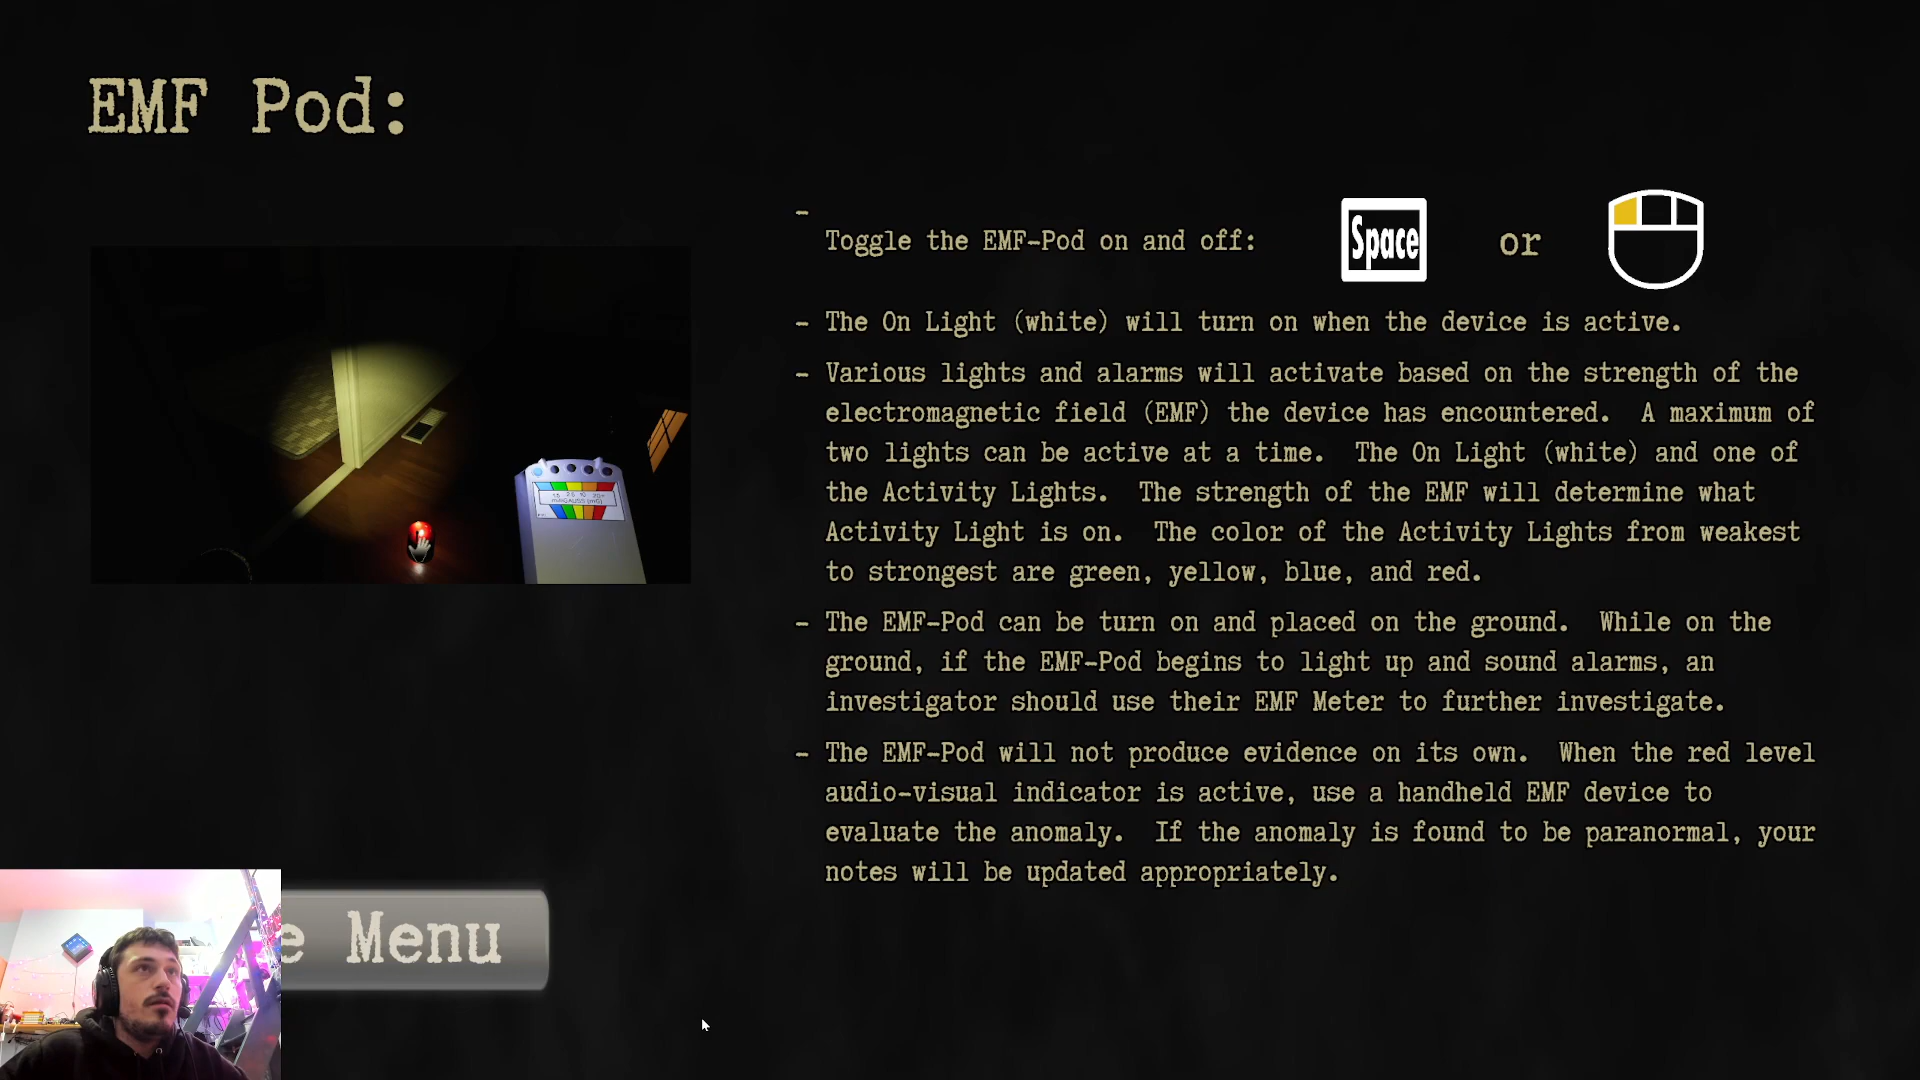 EMF Pod:
- Toggle the EMF-Pod on and off: Space or
- The On Light (white) will turn on when the device is active.
- Various lights and alarms will activate based on the strength of the
electromagnetic field (EMF) the device has encountered. A maximum of
two lights can be active at a time. The On Light (white) and one of
the Activity Lights. The strength of the EMF will determine what
Activity Light is on. The color of the Activity Lights from weakest
to strongest are green, yellow, blue, and red.
- The EMF-Pod can be turn on and placed on the ground. While on the
ground, if the EMF-Pod begins to light up and sound alarms, an
investigator should use their EMF Meter to further investigate.
- The EMF-Pod will not produce evidence on its own. When the red level
audio-visual indicator is active, use a handheld EMF device to
evaluate the anomaly. If the anomaly is found to be paranormal, your
notes will be updated appropriately.
e Menu